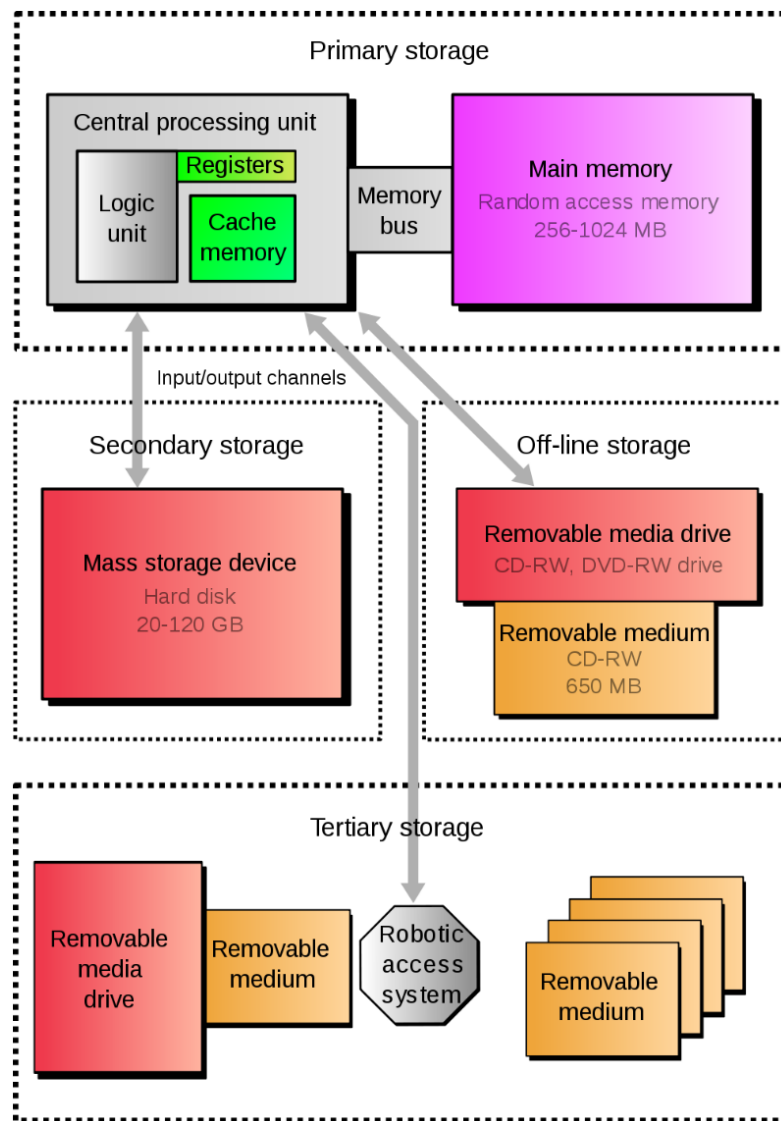 Primary storage
Central processing unit
Registers
Logic
unit
Cache
memory
Memory
bus
Main memory
Random access memory
256-1024 MB
Input/output channels
Secondary storage
Mass storage device
Hard disk
20-120 GB
Off-line storage
Removable media drive
CD-RW, DVD-RW drive
Removable medium
CD-RW
650 MB
Tertiary storage
Removable
media
drive
Removable
medium
Robotic
access
system
Removable
medium